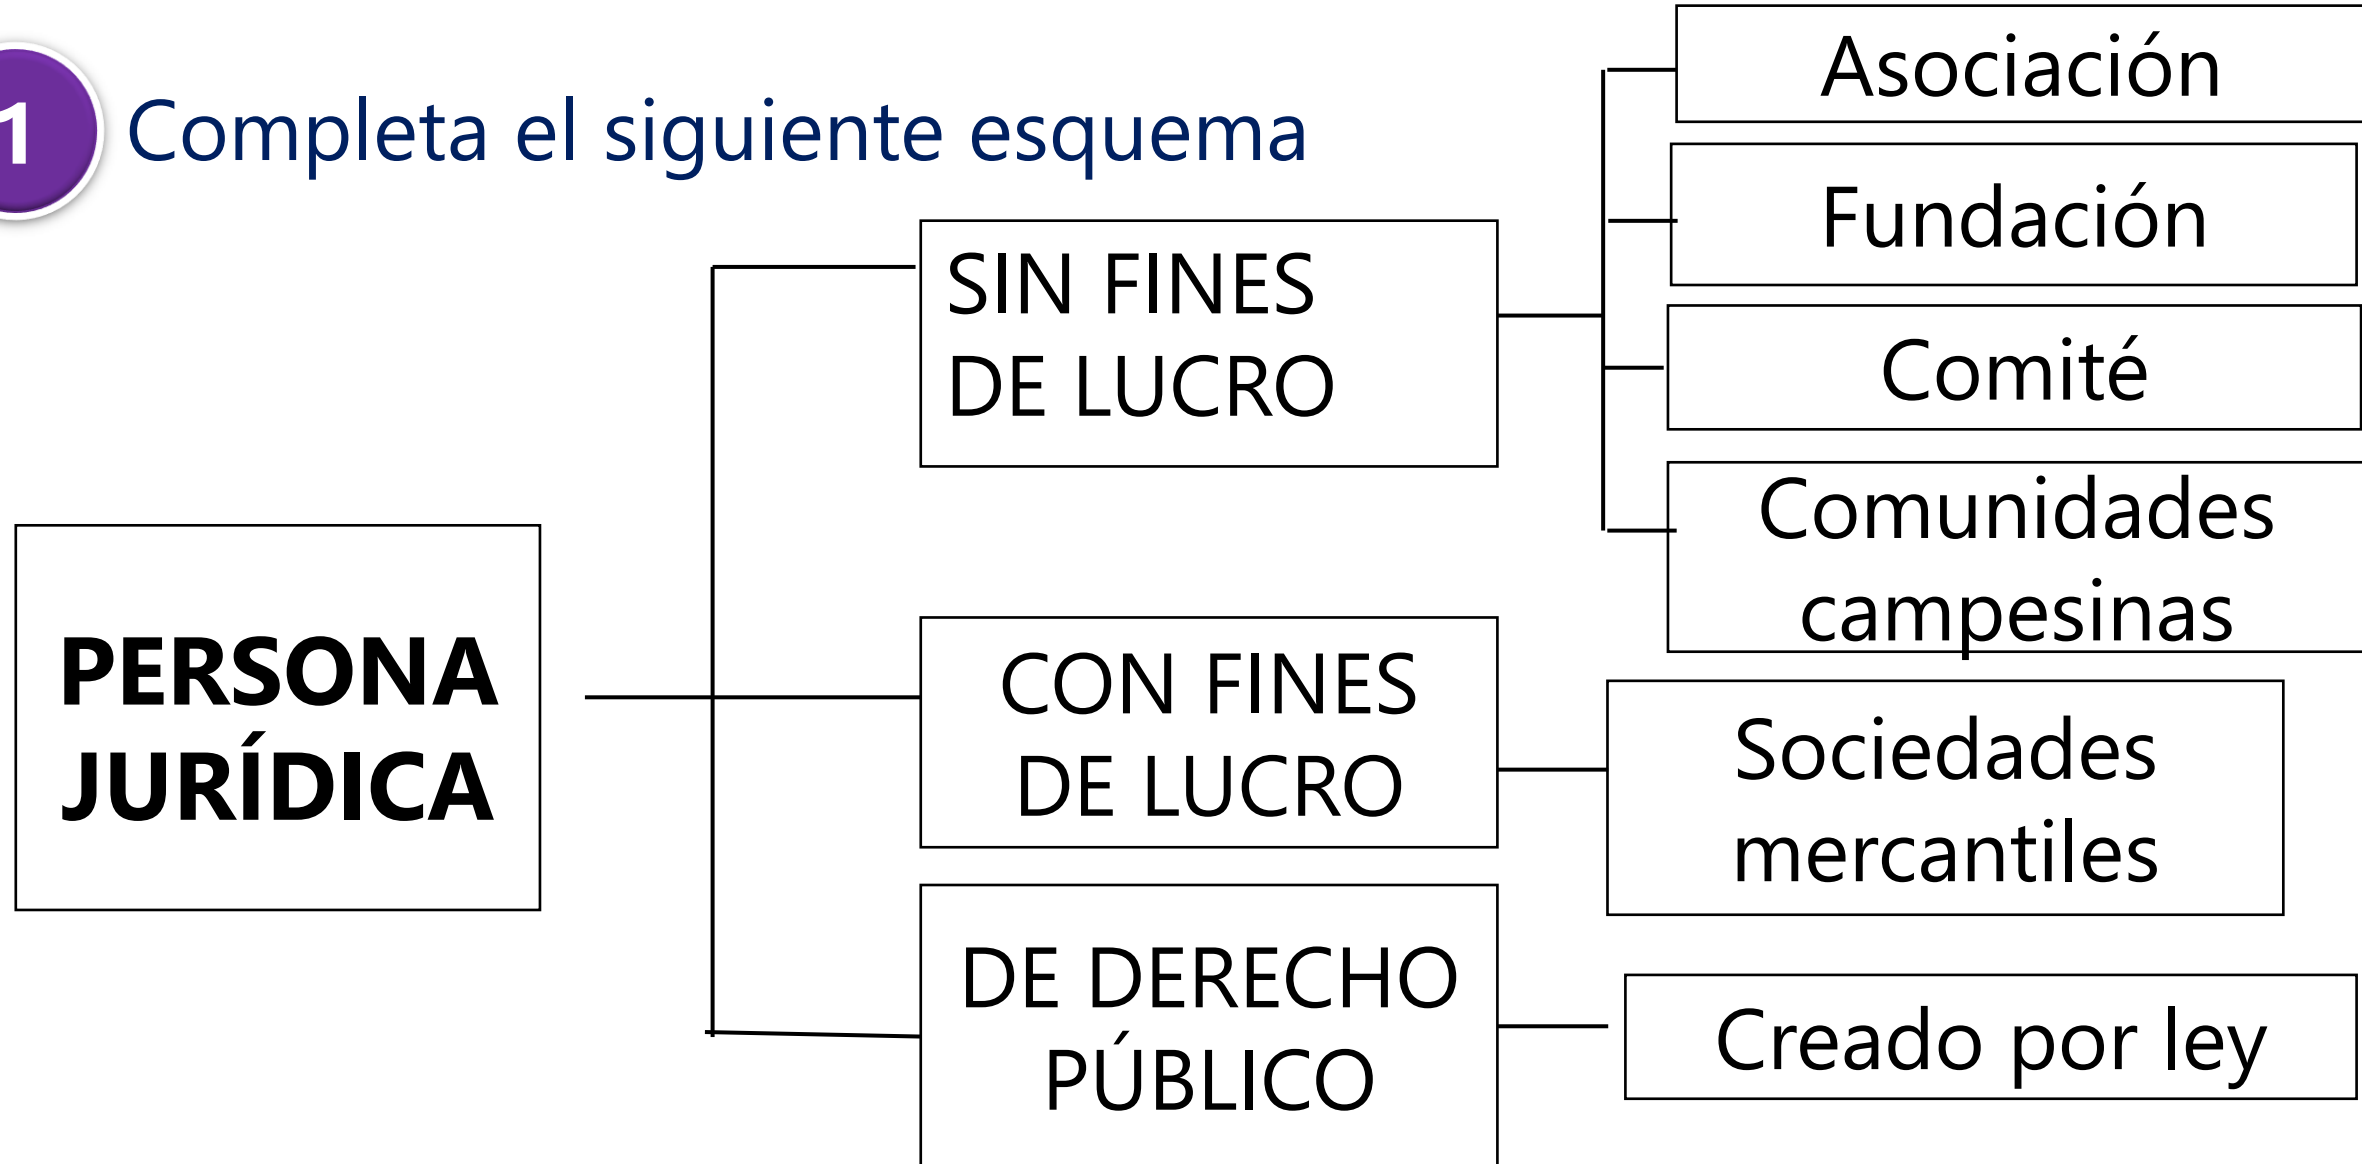 1
Completa el siguiente esquema
PERSONA
JURÍDICA
SIN FINES
DE LUCRO
Asociación
Fundación
Comité
Comunidades
campesinas
CON FINES
DE LUCRO
Sociedades
mercantiles
DE DERECHO
PÚBLICO
Creado por ley